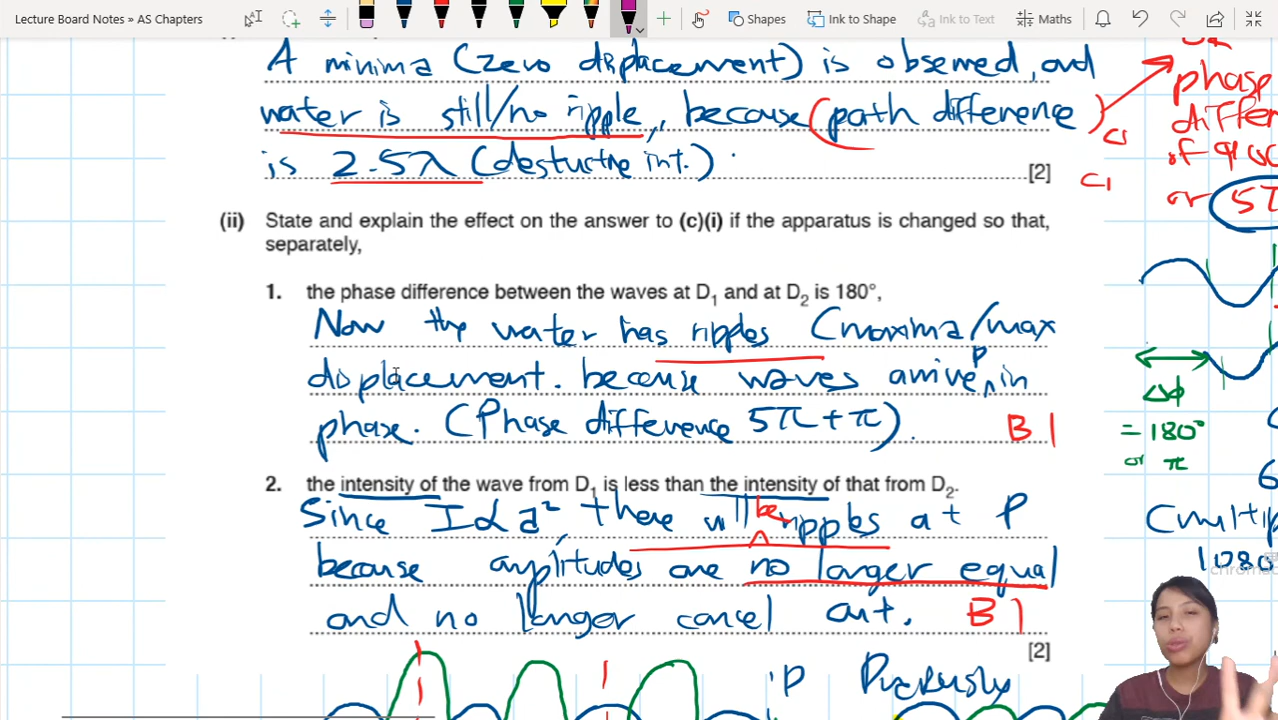 Lecture Board Notes » AS Chapters
Shapes
Ink to Shape
Ink to Text
Maths
A minima (zero displacement) is observed, and
water is still/no ripple, because (path difference
is 2.5λ (destuctve int.).
[2]
phase
C1
C1
or 5π
(ii) State and explain the effect on the answer to (c)(i) if the apparatus is changed so that,
separately,
1. the phase difference between the waves at D₁ and at D₂ is 180°,
Now the water has ripples (maxima/max
displacement. because waves arrive ^P in
phase. (Phase difference 5π+π).
B1
Δφ
= 180°
or π
2. the intensity of the wave from D₁ is less than the intensity of that from D₂.
Since I α a², there will be ripples at P
because amplitudes are no longer equal
and no longer cancel out. B1
[2]
1080
P Previously